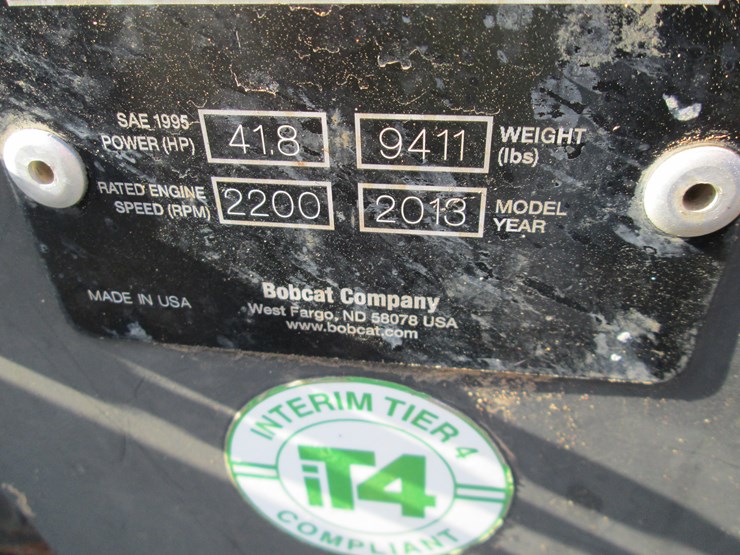 SAE 1995
POWER (HP)
41.8
9411
WEIGHT
(lbs)
RATED ENGINE
SPEED (RPM)
2200
2013
MODEL
YEAR
MADE IN USA
Bobcat Company
West Fargo, ND 58078 USA
www.bobcat.com
INTERIM TIER 4
iT4
COMPLIANT